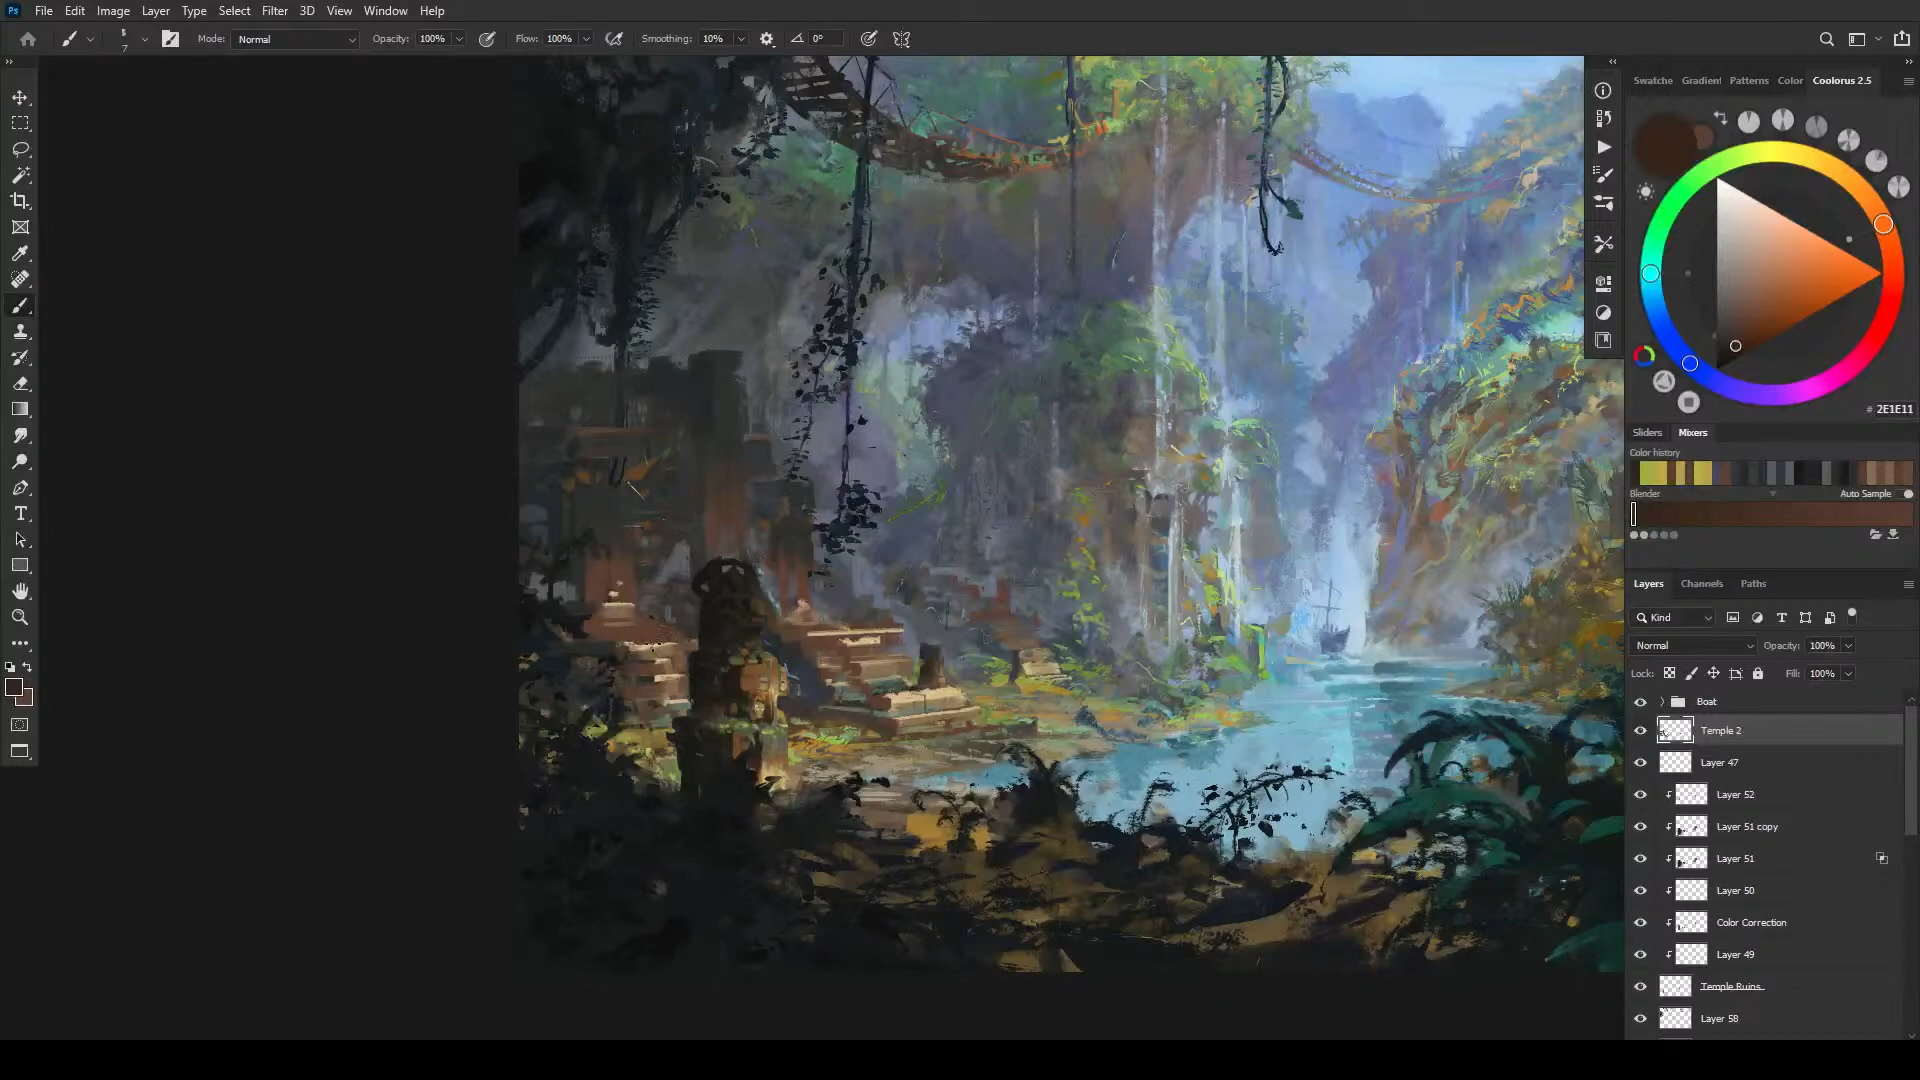 Ps File Edit Image Layer Type Select Filter 3D View Window Help
7 Mode: Normal Opacity: 100% Flow: 100% Smoothing: 10% 0°
Swatche Gradient Patterns Color Coolorus 2.5
# 2E1E11
Sliders Mixers
Color history
Blender Auto Sample
Layers Channels Paths
Kind
Normal Opacity: 100%
Lock: Fill: 100%
Boat
Temple 2
Layer 47
Layer 52
Layer 51 copy
Layer 51
Layer 50
Color Correction
Layer 49
Temple Ruins
Layer 58